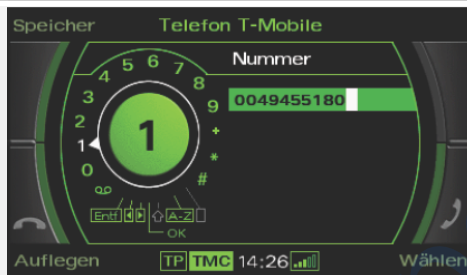 Speicher Telefon T-Mobile
Nummer
0049455180
0 1 2 3 4 5 6 7 8 9 + * #
1
Entf A-Z
OK
Auflegen TP TMC 14:26 Wählen